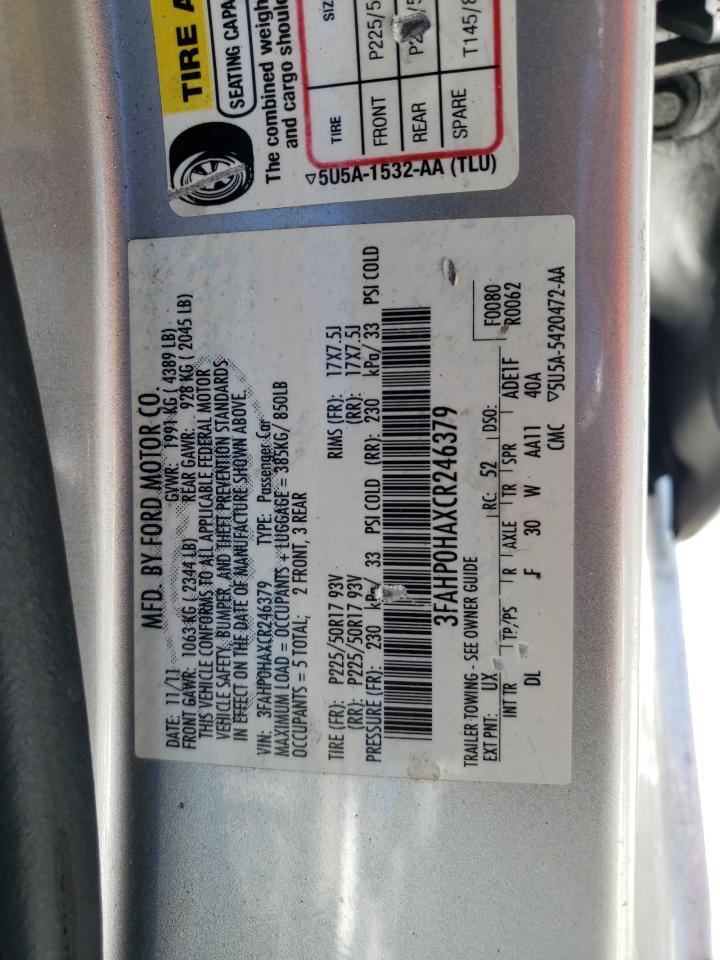 TIRE A
SEATING CAPA
The combined weigh
and cargo shoul
TIRE SIZ
FRONT P225/5
REAR
SPARE T145/8
▽5U5A-1532-AA (TLU)
MFD. BY FORD MOTOR CO.
DATE: 11/11 GVWR: 1991 KG ( 4389 LB)
FRONT GAWR: 1063 KG ( 2344 LB) REAR GAWR: 928 KG ( 2045 LB)
THIS VEHICLE CONFORMS TO ALL APPLICABLE FEDERAL MOTOR
VEHICLE SAFETY, BUMPER, AND THEFT PREVENTION STANDARDS
IN EFFECT ON THE DATE OF MANUFACTURE SHOWN ABOVE.
VIN: 3FAHP0HAXCR246379 TYPE: Passenger Car
MAXIMUM LOAD = OCCUPANTS + LUGGAGE = 385KG/ 850LB
OCCUPANTS = 5 TOTAL; 2 FRONT, 3 REAR
TIRE (FR): P225/50R17 93V RIMS (FR): 17X7.5J
(RR): P225/50R17 93V (RR): 17X7.5J
PRESSURE (FR): 230 kPa/ 33 PSI COLD (RR): 230 kPa/ 33 PSI COLD
3FAHP0HAXCR246379
TRAILER TOWING - SEE OWNER GUIDE F0080
EXT PNT: UX RC: 52 DSO: R0062
INT TR TP/PS R AXLE TR SPR ADE1F
DL F 30 W AA11 40A
CMC ▽5U5A-5420472-AA